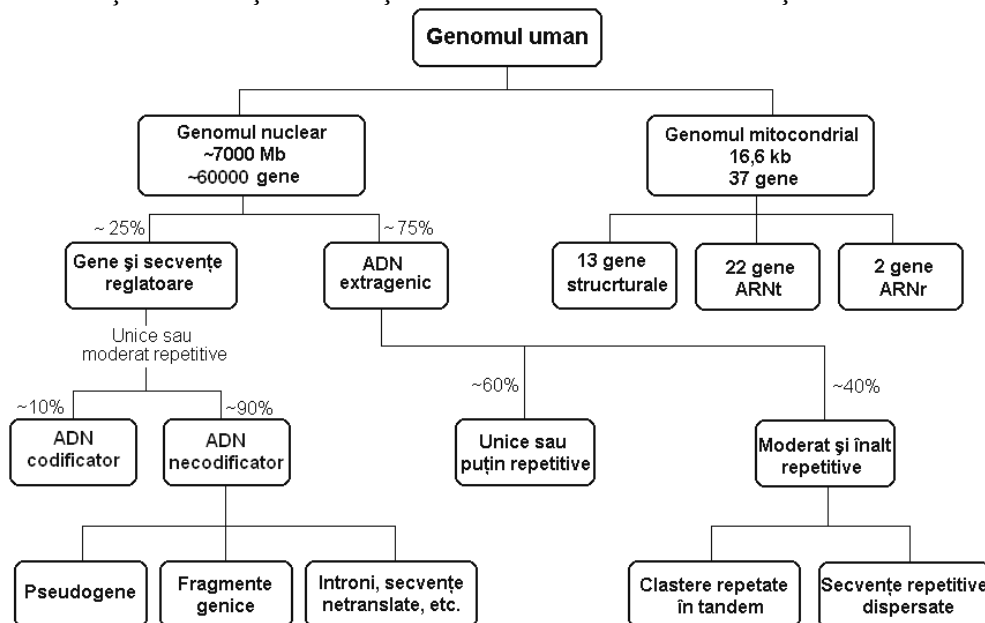 Genomul uman
Genomul nuclear
~7000 Mb
~60000 gene
Genomul mitocondrial
16,6 kb
37 gene
~ 25%
~ 75%
Gene şi secvenţe
reglatoare
ADN
extragenic
13 gene
strucrturale
22 gene
ARNt
2 gene
ARNr
Unice sau
moderat repetitive
~10%
~90%
~60%
~40%
ADN
codificator
ADN
necodificator
Unice sau
puţin repetitive
Moderat şi înalt
repetitive
Pseudogene
Fragmente
genice
Introni, secvenţe
netranslate, etc.
Clastere repetate
în tandem
Secvenţe repetitive
dispersate